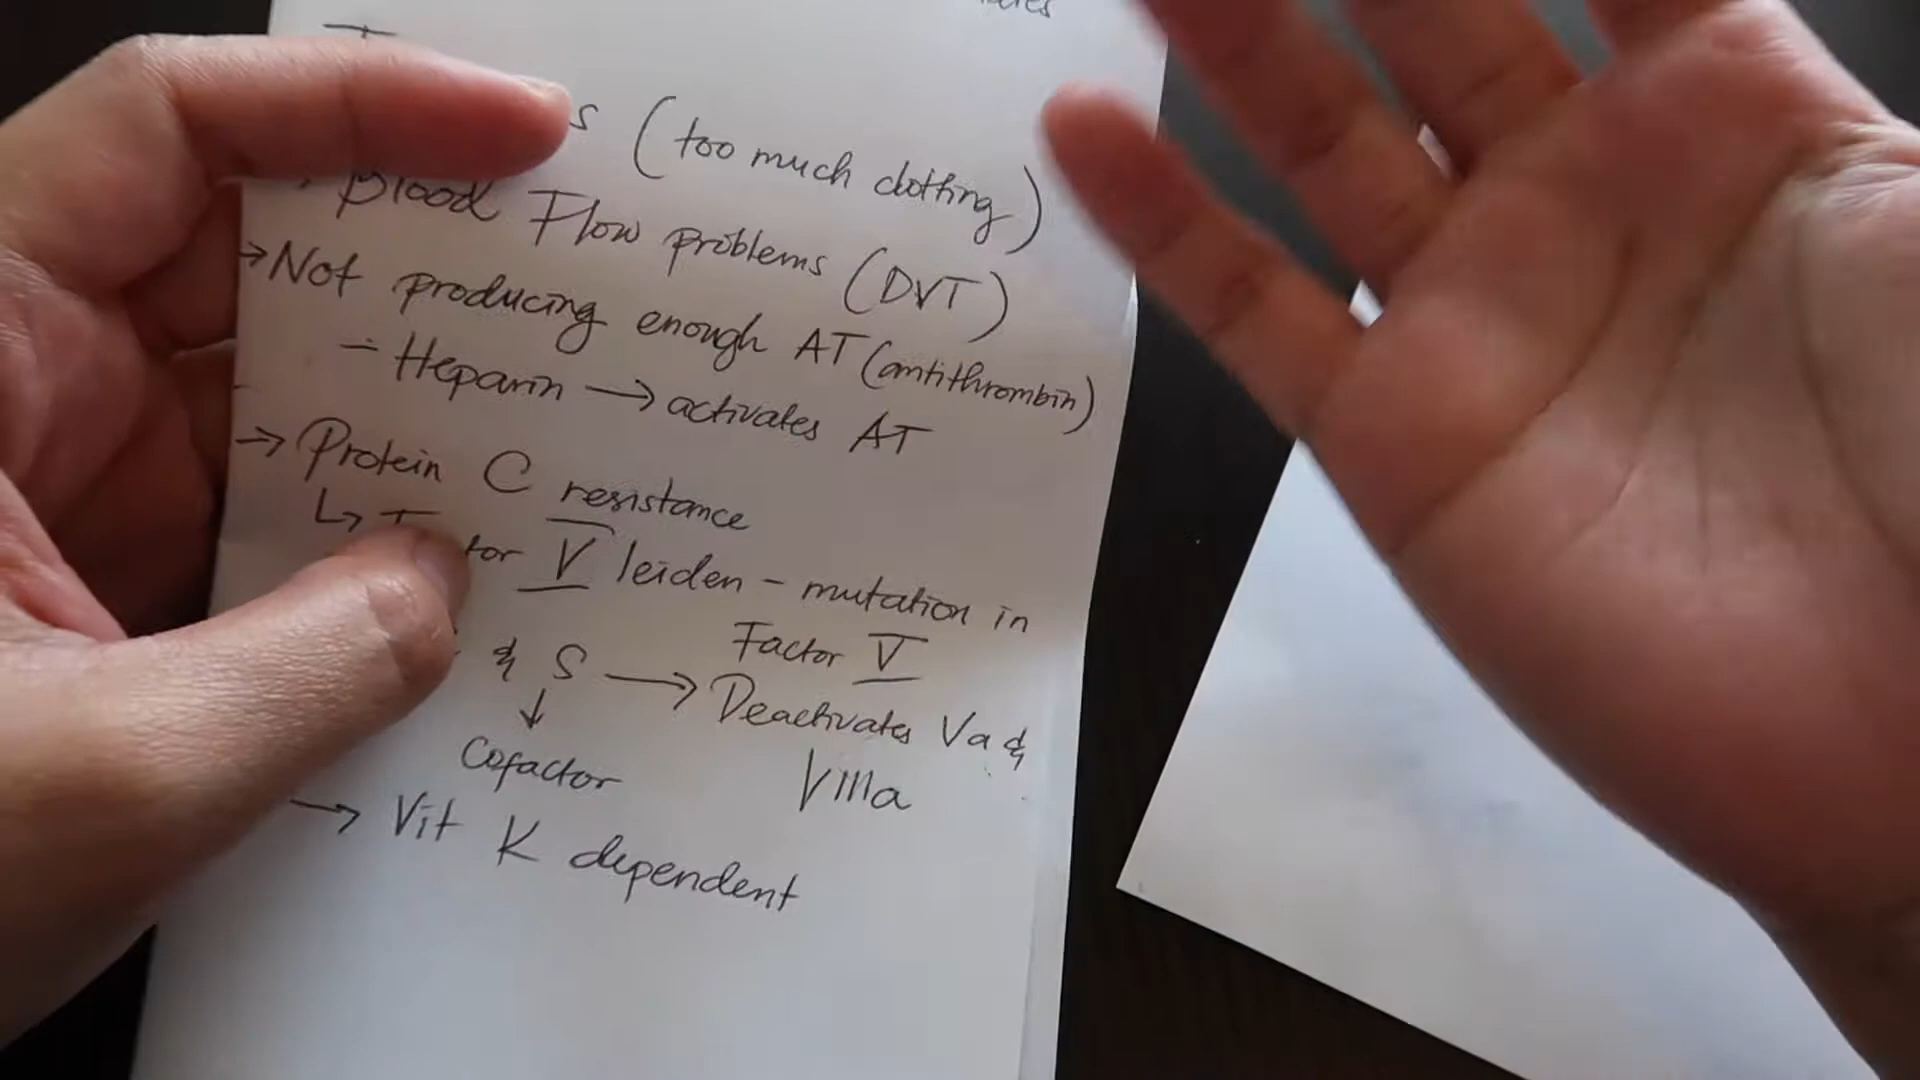 s (too much clotting)
Blood Flow problems (DVT)
→ Not producing enough AT (antithrombin)
- Heparin → activates AT
→ Protein C resistance
↳ tor V leiden - mutation in
Factor V
& S → Deactivates Va &
↓
Cofactor VIIIa
→ Vit K dependent